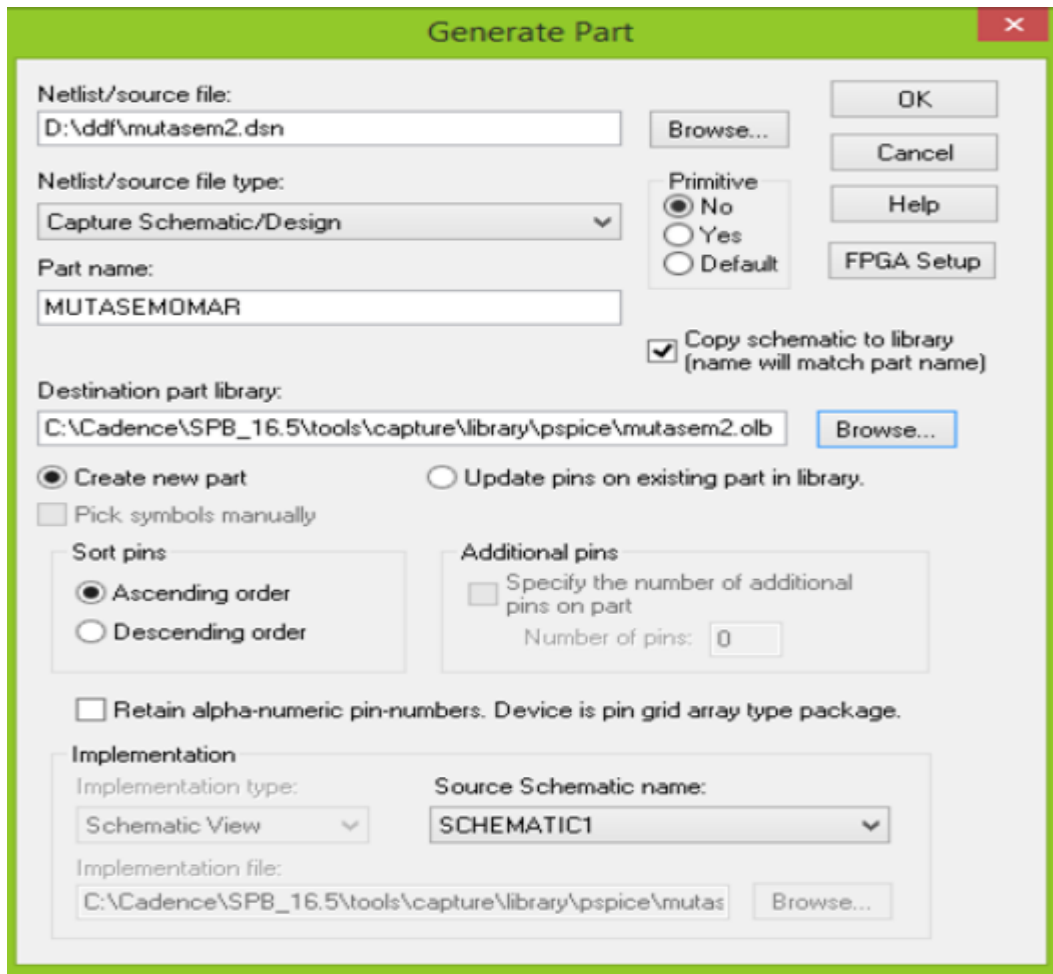 Generate Part
Netlist/source file:
D:\ddf\mutasem2.dsn
Browse...
OK
Cancel
Help
FPGA Setup
Netlist/source file type:
Capture Schematic/Design
Primitive
No
Yes
Default
Part name:
MUTASEMOMAR
Copy schematic to library
(name will match part name)
Destination part library:
C:\Cadence\SPB_16.5\tools\capture\library\pspice\mutasem2.olb
Browse...
Create new part
Update pins on existing part in library.
Pick symbols manually
Sort pins
Ascending order
Descending order
Additional pins
Specify the number of additional
pins on part
Number of pins: 0
Retain alpha-numeric pin-numbers. Device is pin grid array type package.
Implementation
Implementation type:
Schematic View
Source Schematic name:
SCHEMATIC1
Implementation file:
C:\Cadence\SPB_16.5\tools\capture\library\pspice\mutas
Browse...